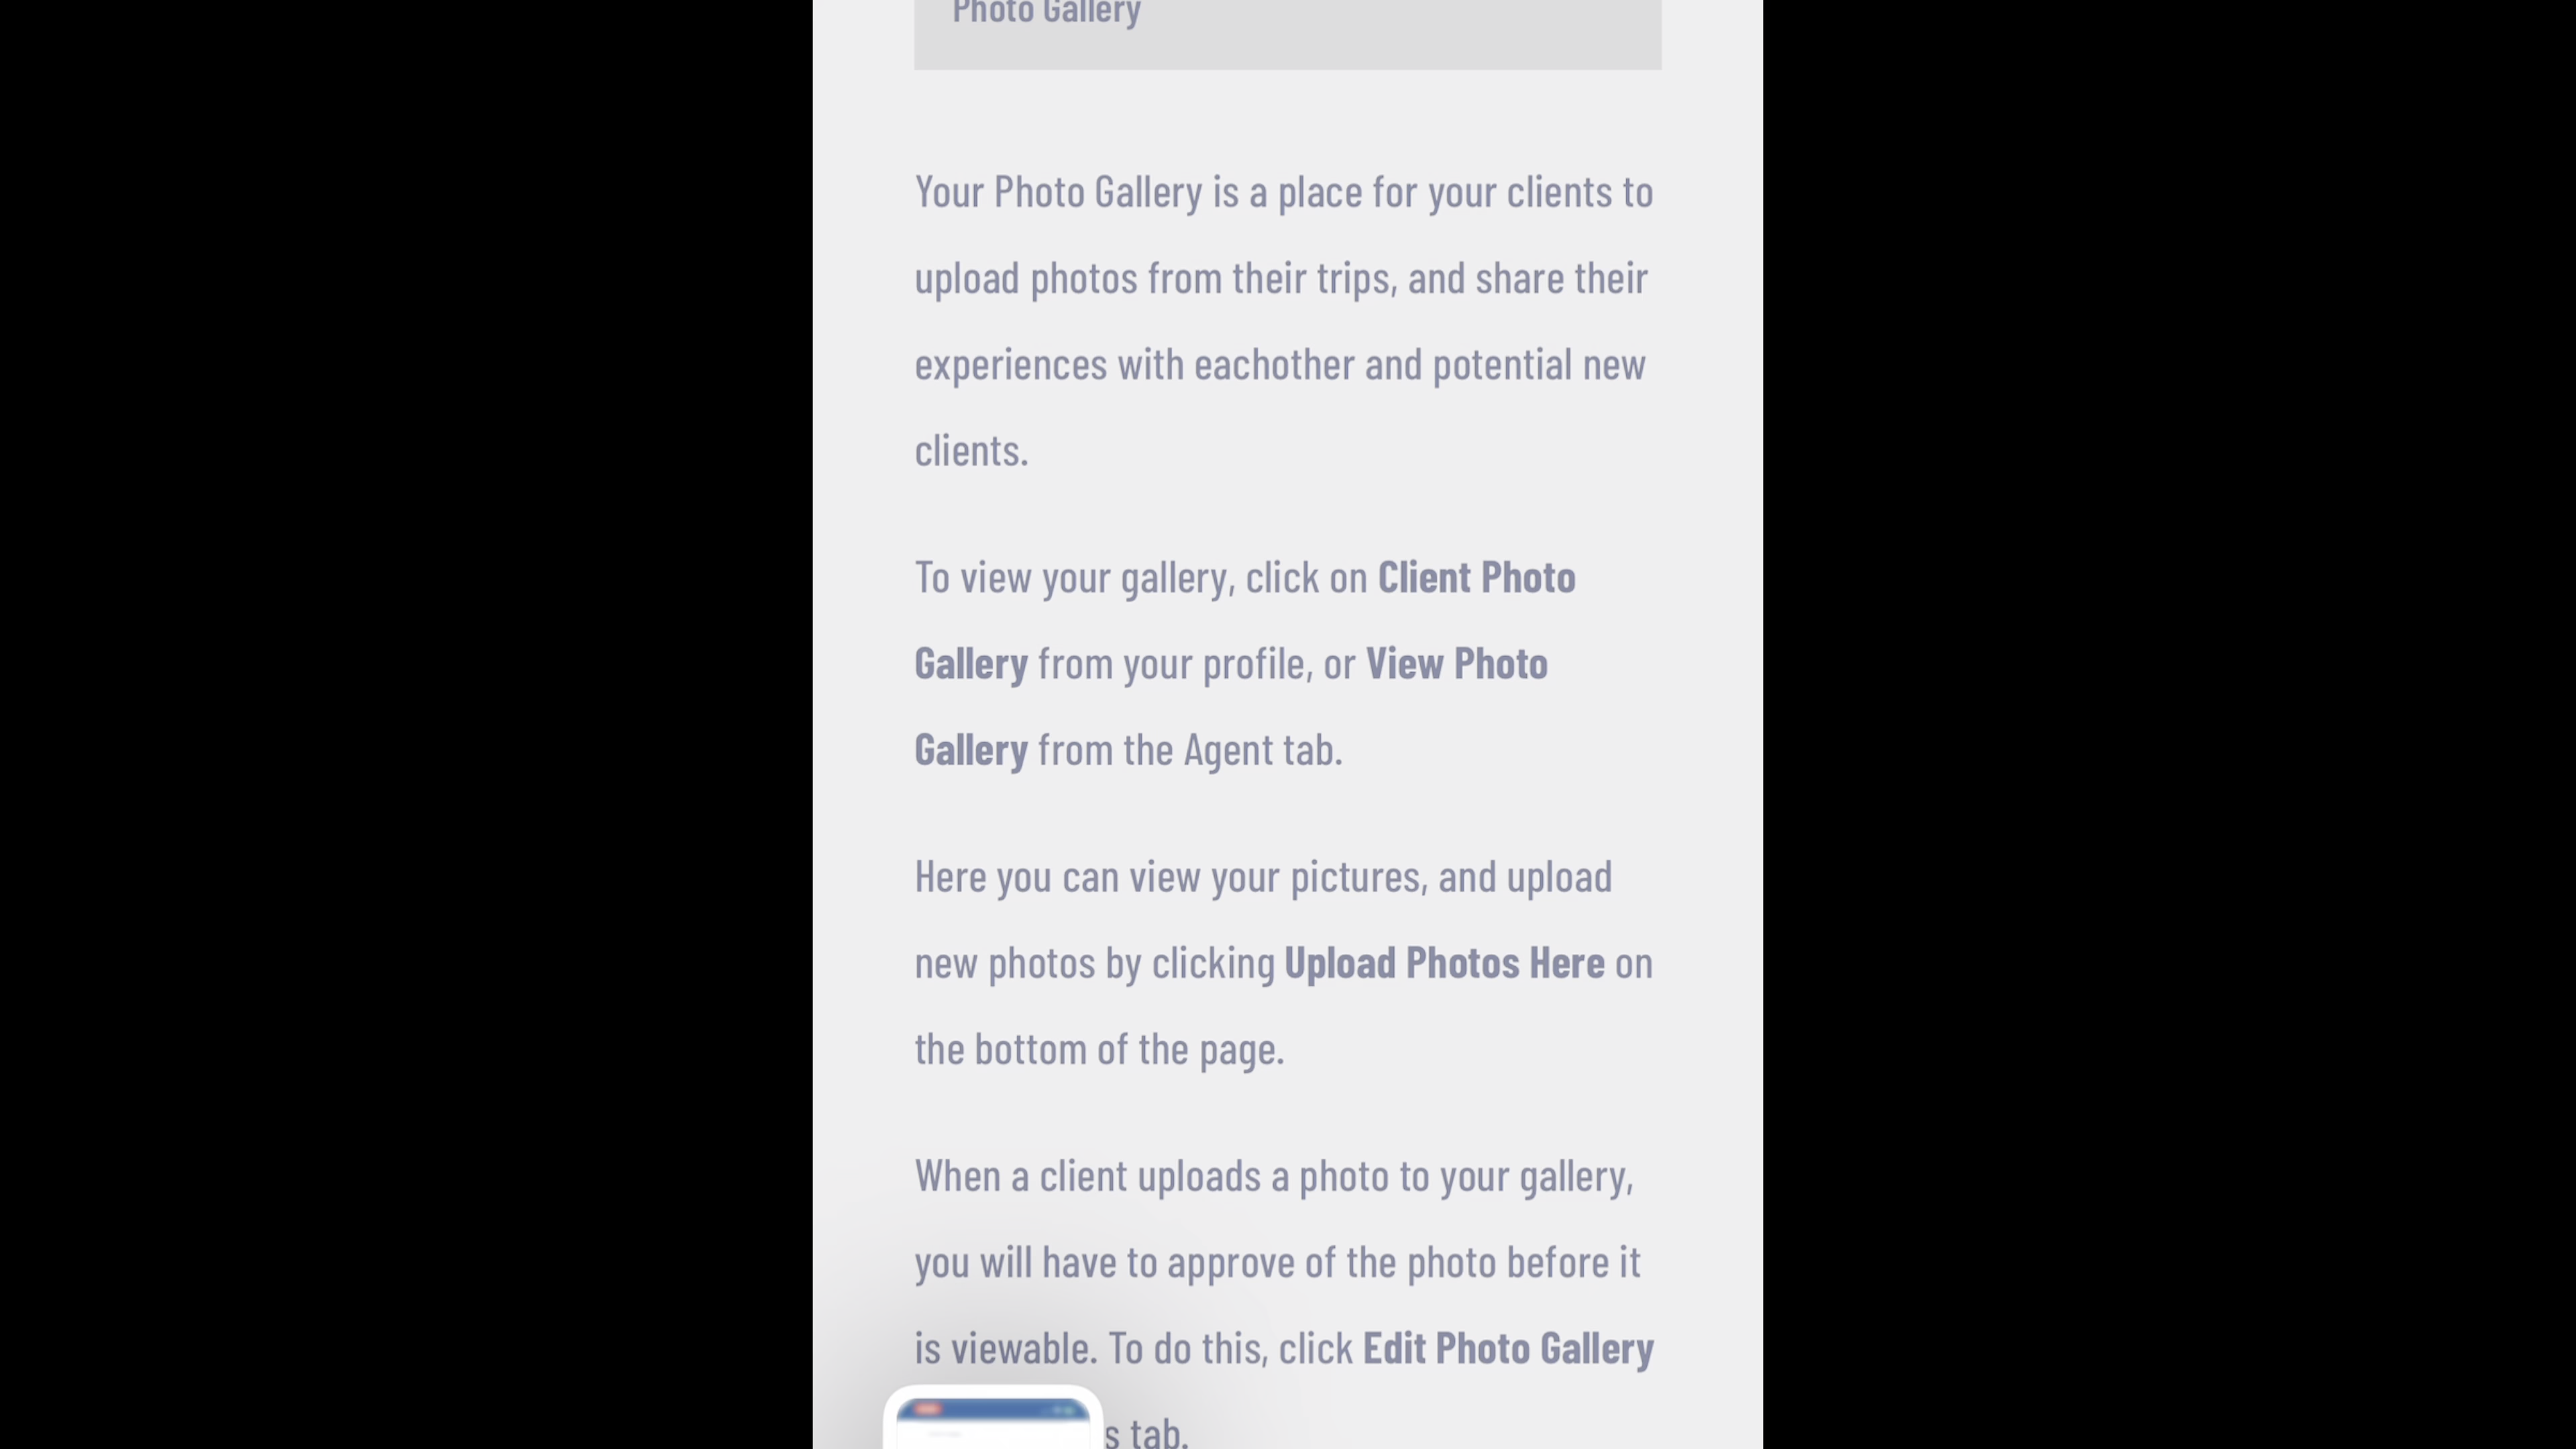 Photo Gallery
Your Photo Gallery is a place for your clients to
upload photos from their trips, and share their
experiences with eachother and potential new
clients.
To view your gallery, click on Client Photo
Gallery from your profile, or View Photo
Gallery from the Agent tab.
Here you can view your pictures, and upload
new photos by clicking Upload Photos Here on
the bottom of the page.
When a client uploads a photo to your gallery,
you will have to approve of the photo before it
is viewable. To do this, click Edit Photo Gallery
tab.